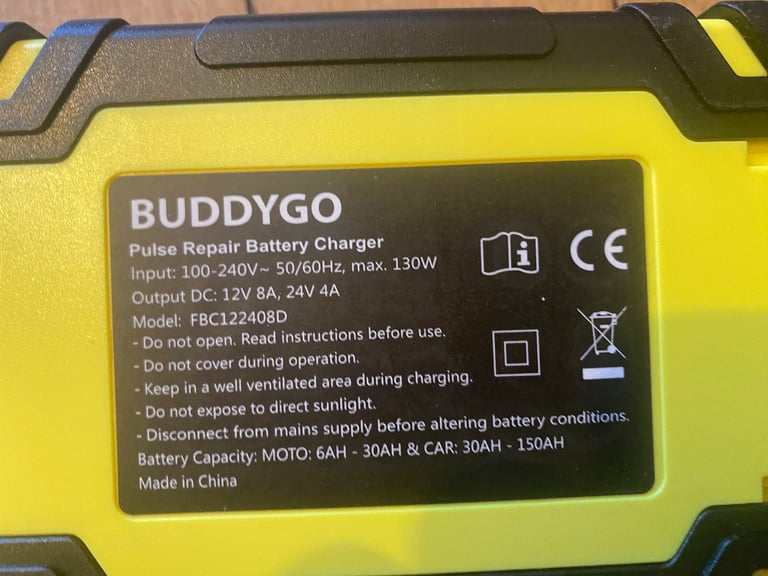 BUDDYGO
Pulse Repair Battery Charger
Input: 100-240V~ 50/60Hz, max. 130W
Output DC: 12V 8A, 24V 4A
Model: FBC122408D
- Do not open. Read instructions before use.
- Do not cover during operation.
- Keep in a well ventilated area during charging.
- Do not expose to direct sunlight.
- Disconnect from mains supply before altering battery conditions.
Battery Capacity: MOTO: 6AH - 30AH & CAR: 30AH - 150AH
Made in China
CE